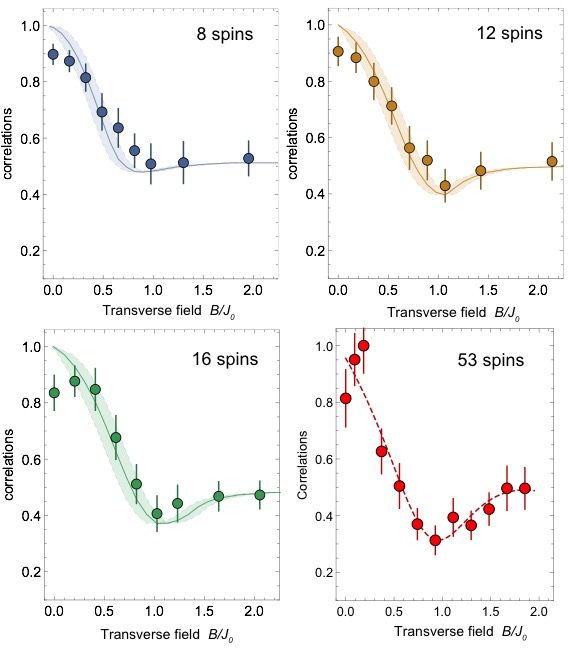 8 spins
correlations
1.0
0.8
0.6
0.4
0.2
0.0 0.5 1.0 1.5 2.0
Transverse field B/J₀
12 spins
correlations
1.0
0.8
0.6
0.4
0.2
0.0 0.5 1.0 1.5 2.0
Transverse field B/J₀
16 spins
correlations
1.0
0.8
0.6
0.4
0.2
0.0 0.5 1.0 1.5 2.0
Transverse field B/J₀
53 spins
Correlations
1.0
0.8
0.6
0.4
0.2
0.0 0.5 1.0 1.5 2.0
Transverse field B/J₀